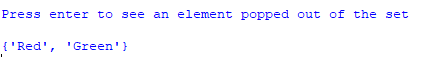 Press enter to see an element popped out of the set
{'Red', 'Green'}